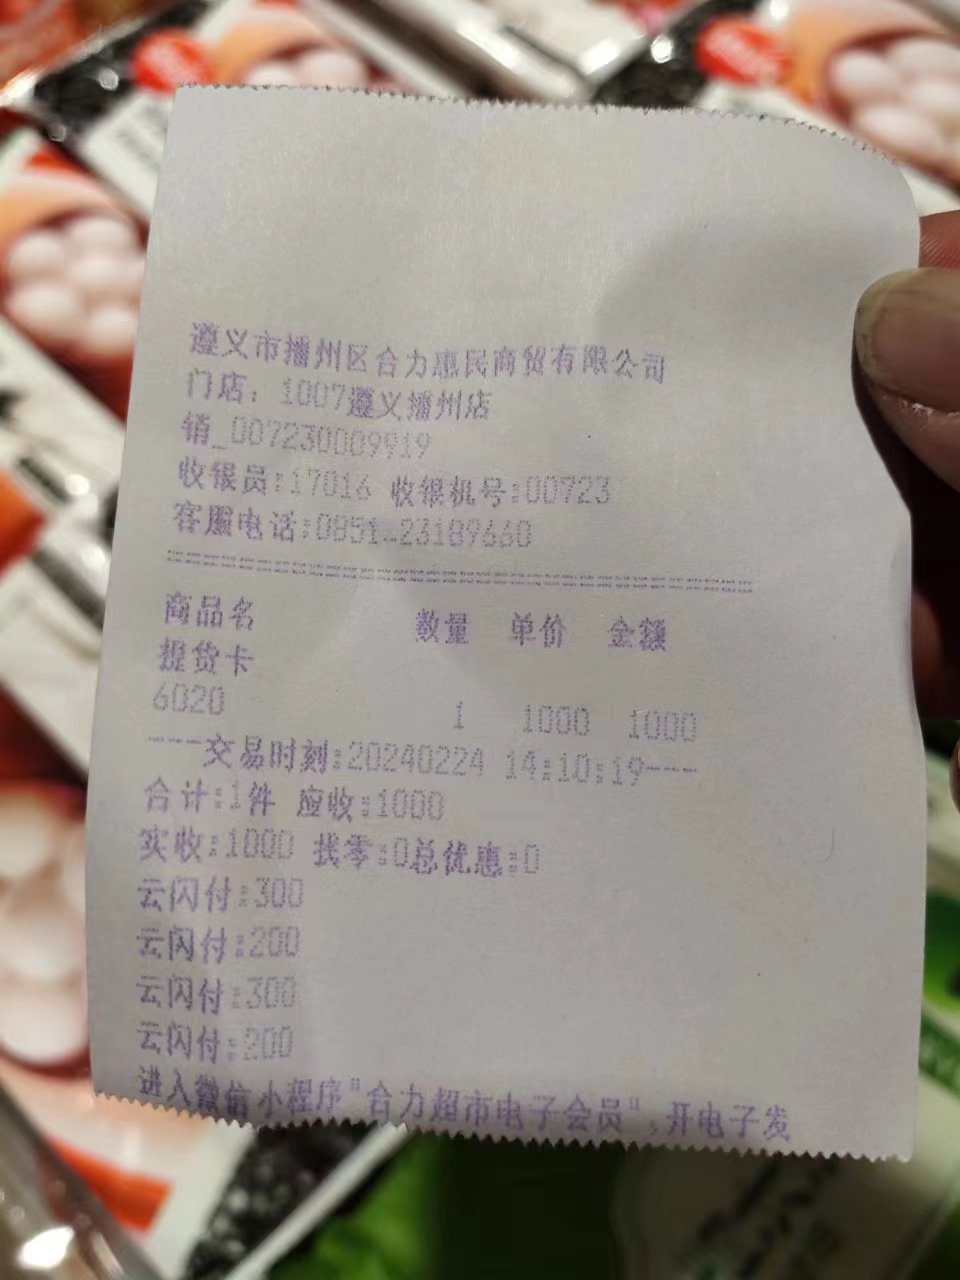 遵义市播州区合力惠民商贸有限公司
门店：1007遵义播州店
销_007230009919
收银员:17016 收银机号:00723
客服电话:0851-23189660
商品名 数量 单价 金额
提货卡
6020
1 1000 1000
---交易时刻:20240224 14:10:19---
合计:1件 应收:1000
实收:1000 找零:0总优惠:0
云闪付:300
云闪付:200
云闪付:300
云闪付:200
进入微信小程序"合力超市电子会员",开电子发